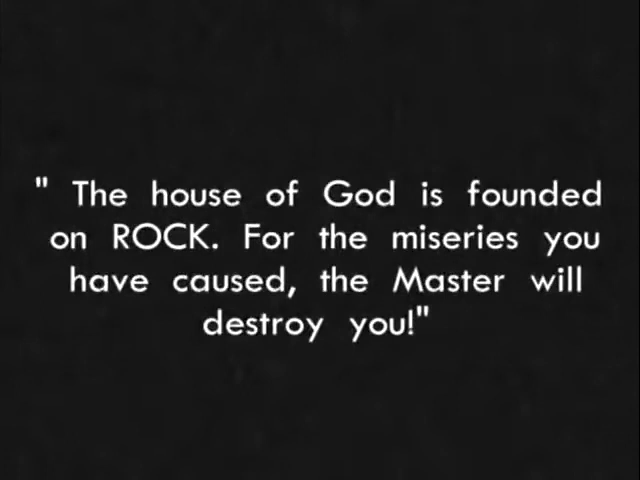 " The house of God is founded
on ROCK. For the miseries you
have caused, the Master will
destroy you!"